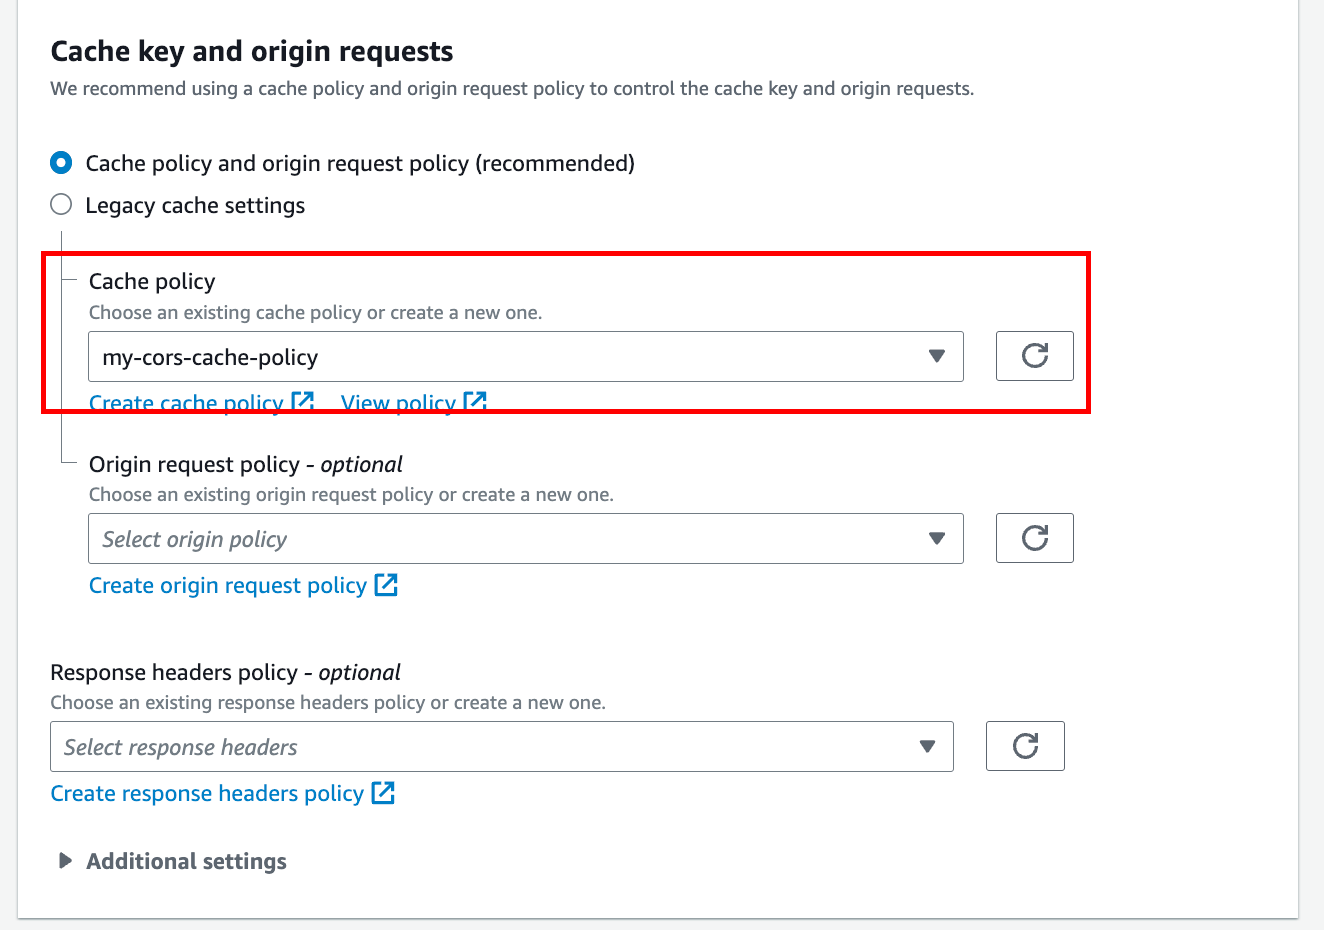 Cache key and origin requests
We recommend using a cache policy and origin request policy to control the cache key and origin requests.
Cache policy and origin request policy (recommended)
Legacy cache settings
Cache policy
Choose an existing cache policy or create a new one.
my-cors-cache-policy
Create cache policy View policy
Origin request policy - optional
Choose an existing origin request policy or create a new one.
Select origin policy
Create origin request policy
Response headers policy - optional
Choose an existing response headers policy or create a new one.
Select response headers
Create response headers policy
Additional settings